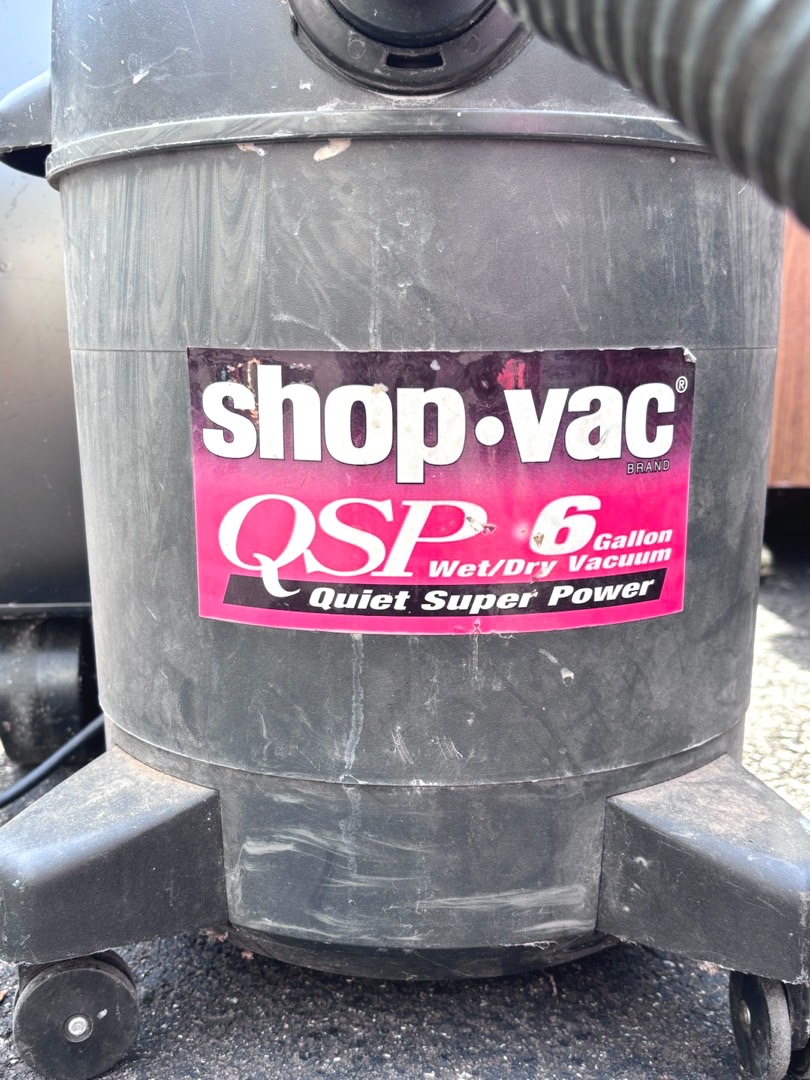 shop•vac®
BRAND
QSP 6 Gallon
Wet/Dry Vacuum
Quiet Super Power